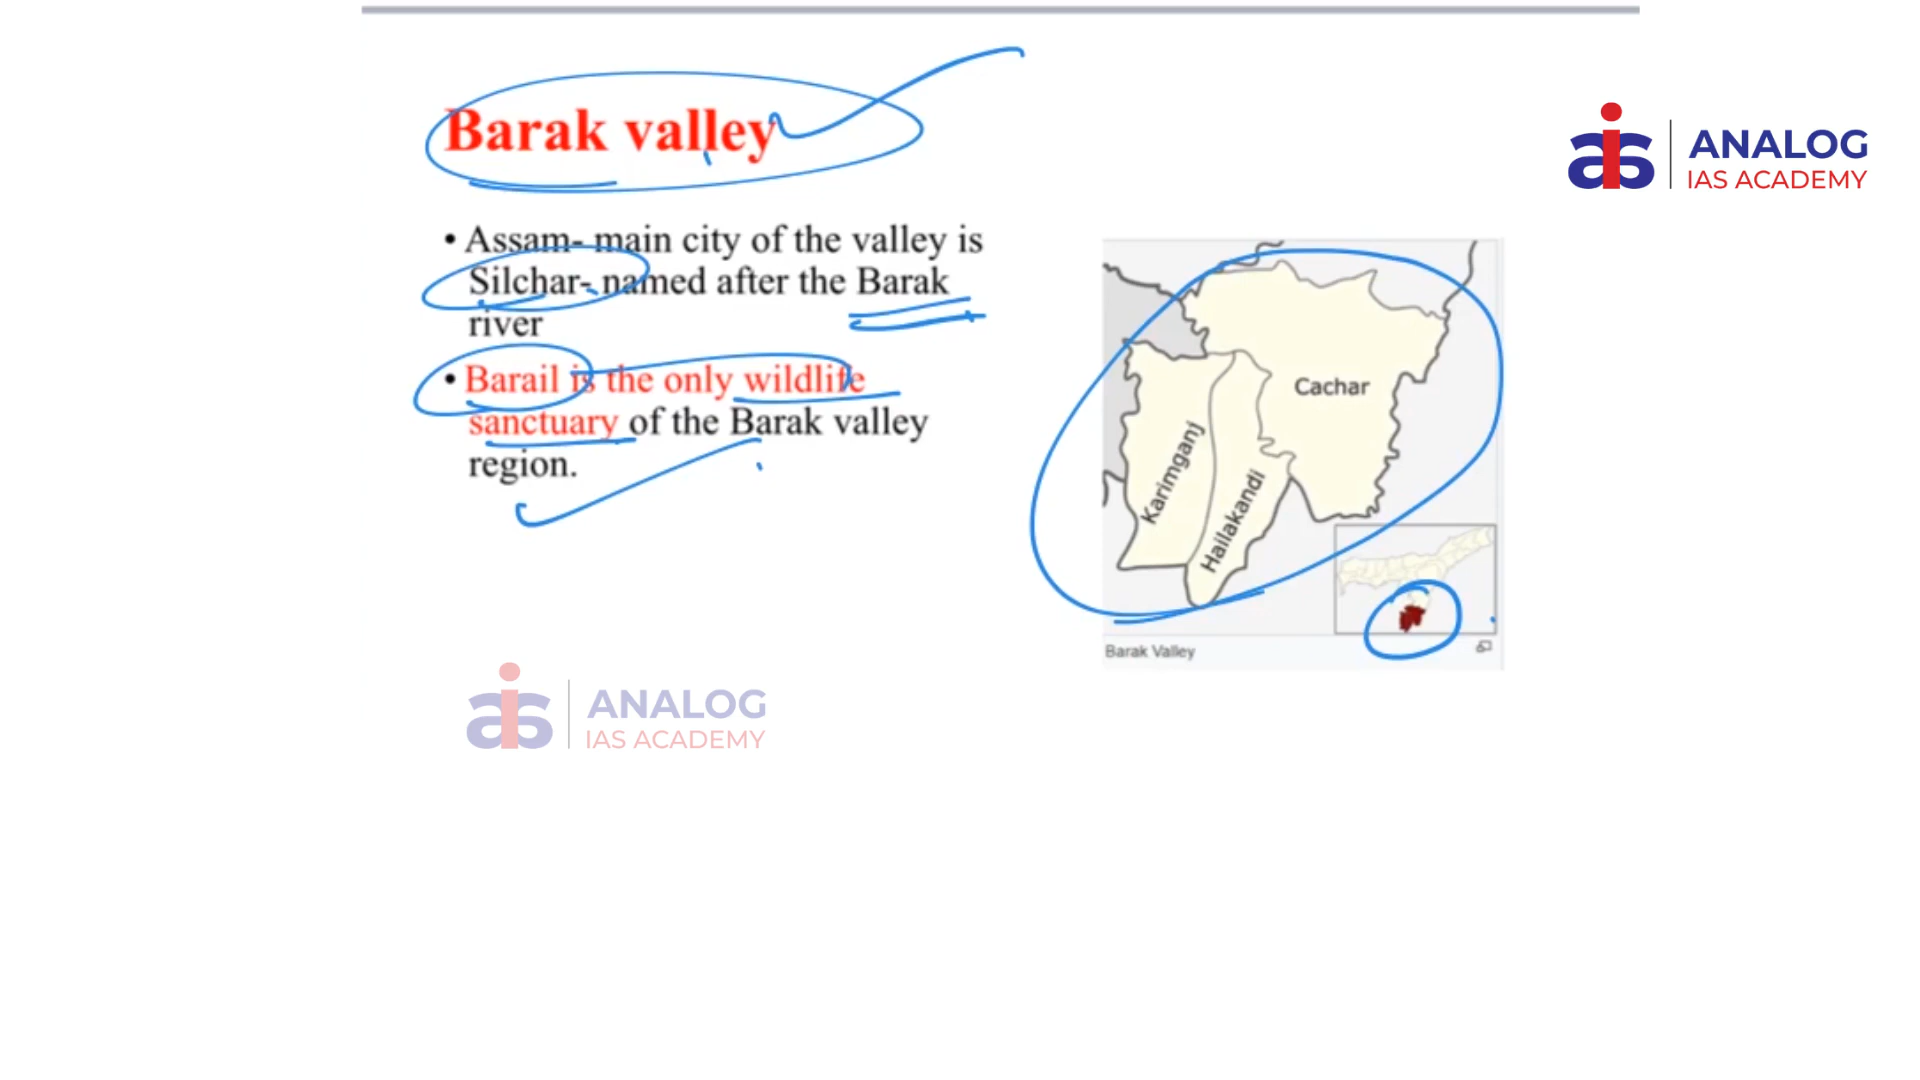 Barak valley
ANALOG
IAS ACADEMY
• Assam- main city of the valley is
Silchar- named after the Barak
river
• Barail is the only wildlife
sanctuary of the Barak valley
region.
Cachar
Karimganj
Hailakandi
Barak Valley
ANALOG
IAS ACADEMY